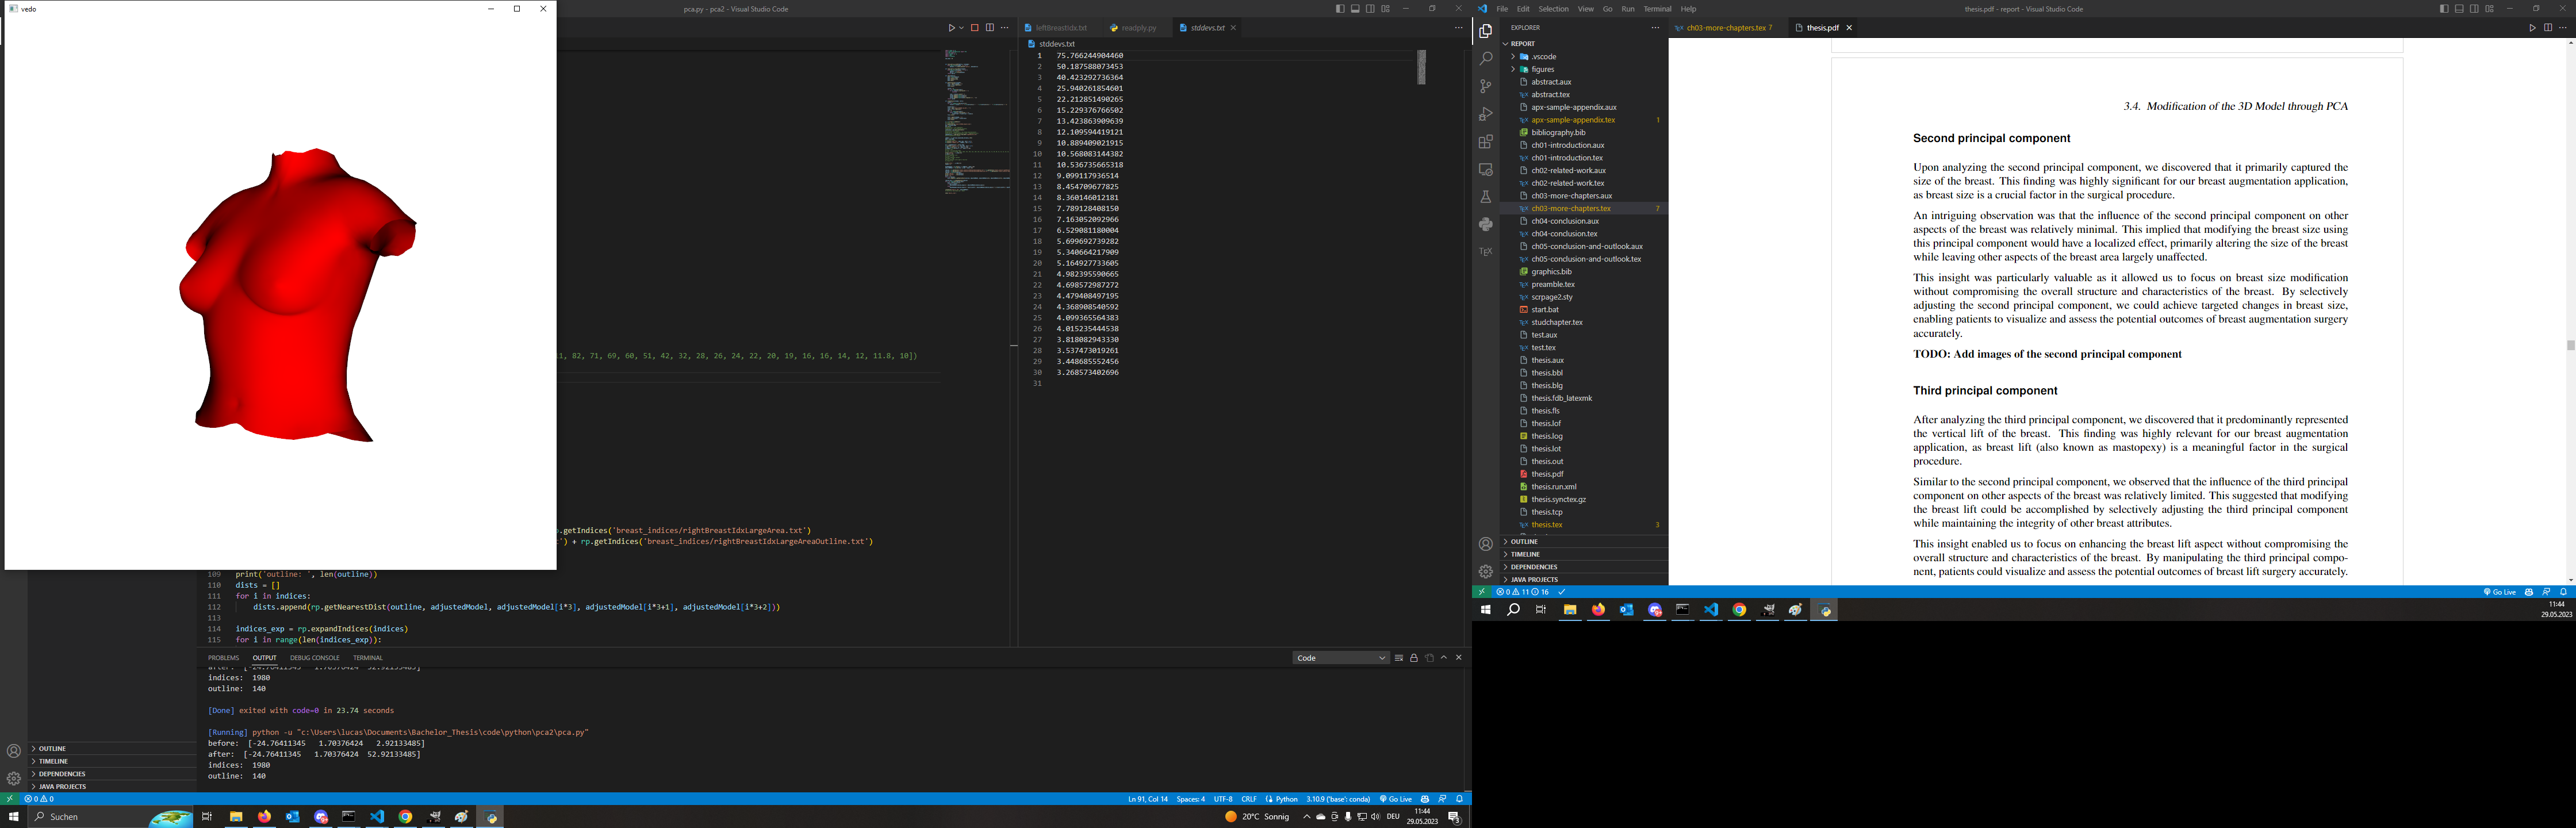 vedo
pca.py - pca2 - Visual Studio Code
leftBreastIdx.txt
readply.py
stddevs.txt
stddevs.txt
1 75.766244904460
2 50.187588073453
3 40.423292736364
4 25.940261854601
5 22.212851490265
6 15.229376766502
7 13.423863909639
8 12.109594419121
9 10.889409021915
10 10.568083144382
11 10.536735665318
12 9.099117936514
13 8.454709677825
14 8.360146012181
15 7.789128408150
16 7.163052092966
17 6.529081180004
18 5.699692739282
19 5.340664217909
20 5.164927733605
21 4.982395590665
22 4.698572987272
23 4.479408497195
24 4.368908540592
25 4.099365564383
26 4.015235444538
27 3.818082943330
28 3.537473019261
29 3.448685552456
30 3.268573402696
31
1, 82, 71, 69, 60, 51, 42, 32, 28, 26, 24, 22, 20, 19, 16, 16, 14, 12, 11.8, 10])
p.getIndices('breast_indices/rightBreastIdxLargeArea.txt')
t') + rp.getIndices('breast_indices/rightBreastIdxLargeAreaOutline.txt')
109 print('outline: ', len(outline))
110 dists = []
111 for i in indices:
112 dists.append(rp.getNearestDist(outline, adjustedModel, adjustedModel[i*3], adjustedModel[i*3+1], adjustedModel[i*3+2]))
113
114 indices_exp = rp.expandIndices(indices)
115 for i in range(len(indices_exp)):
PROBLEMS OUTPUT DEBUG CONSOLE TERMINAL
Code
after: [-24.76411345 1.70376424 52.92133485]
indices: 1980
outline: 140
[Done] exited with code=0 in 23.74 seconds
[Running] python -u "c:\Users\lucas\Documents\Bachelor_Thesis\code\python\pca2\pca.py"
before: [-24.76411345 1.70376424 2.92133485]
after: [-24.76411345 1.70376424 52.92133485]
indices: 1980
outline: 140
OUTLINE
TIMELINE
DEPENDENCIES
JAVA PROJECTS
0 0
Ln 91, Col 14 Spaces: 4 UTF-8 CRLF Python 3.10.9 ('base': conda) Go Live
Suchen
20°C Sonnig
DEU
11:44
29.05.2023
3
File Edit Selection View Go Run Terminal Help
thesis.pdf - report - Visual Studio Code
EXPLORER
REPORT
.vscode
figures
abstract.aux
abstract.tex
apx-sample-appendix.aux
apx-sample-appendix.tex 1
bibliography.bib
ch01-introduction.aux
ch01-introduction.tex
ch02-related-work.aux
ch02-related-work.tex
ch03-more-chapters.aux
ch03-more-chapters.tex 7
ch04-conclusion.aux
ch04-conclusion.tex
ch05-conclusion-and-outlook.aux
ch05-conclusion-and-outlook.tex
graphics.bib
preamble.tex
scrpage2.sty
start.bat
studchapter.tex
test.aux
test.tex
thesis.aux
thesis.bbl
thesis.blg
thesis.fdb_latexmk
thesis.fls
thesis.lof
thesis.log
thesis.lot
thesis.out
thesis.pdf
thesis.run.xml
thesis.synctex.gz
thesis.tcp
thesis.tex 3
OUTLINE
TIMELINE
DEPENDENCIES
JAVA PROJECTS
ch03-more-chapters.tex 7
thesis.pdf
3.4. Modification of the 3D Model through PCA
Second principal component
Upon analyzing the second principal component, we discovered that it primarily captured the
size of the breast. This finding was highly significant for our breast augmentation application,
as breast size is a crucial factor in the surgical procedure.
An intriguing observation was that the influence of the second principal component on other
aspects of the breast was relatively minimal. This implied that modifying the breast size using
this principal component would have a localized effect, primarily altering the size of the breast
while leaving other aspects of the breast area largely unaffected.
This insight was particularly valuable as it allowed us to focus on breast size modification
without compromising the overall structure and characteristics of the breast. By selectively
adjusting the second principal component, we could achieve targeted changes in breast size,
enabling patients to visualize and assess the potential outcomes of breast augmentation surgery
accurately.
TODO: Add images of the second principal component
Third principal component
After analyzing the third principal component, we discovered that it predominantly represented
the vertical lift of the breast. This finding was highly relevant for our breast augmentation
application, as breast lift (also known as mastopexy) is a meaningful factor in the surgical
procedure.
Similar to the second principal component, we observed that the influence of the third principal
component on other aspects of the breast was relatively limited. This suggested that modifying
the breast lift could be accomplished by selectively adjusting the third principal component
while maintaining the integrity of other breast attributes.
This insight enabled us to focus on enhancing the breast lift aspect without compromising the
overall structure and characteristics of the breast. By manipulating the third principal compo-
nent, patients could visualize and assess the potential outcomes of breast lift surgery accurately.
0 11 16
Go Live
11:44
29.05.2023